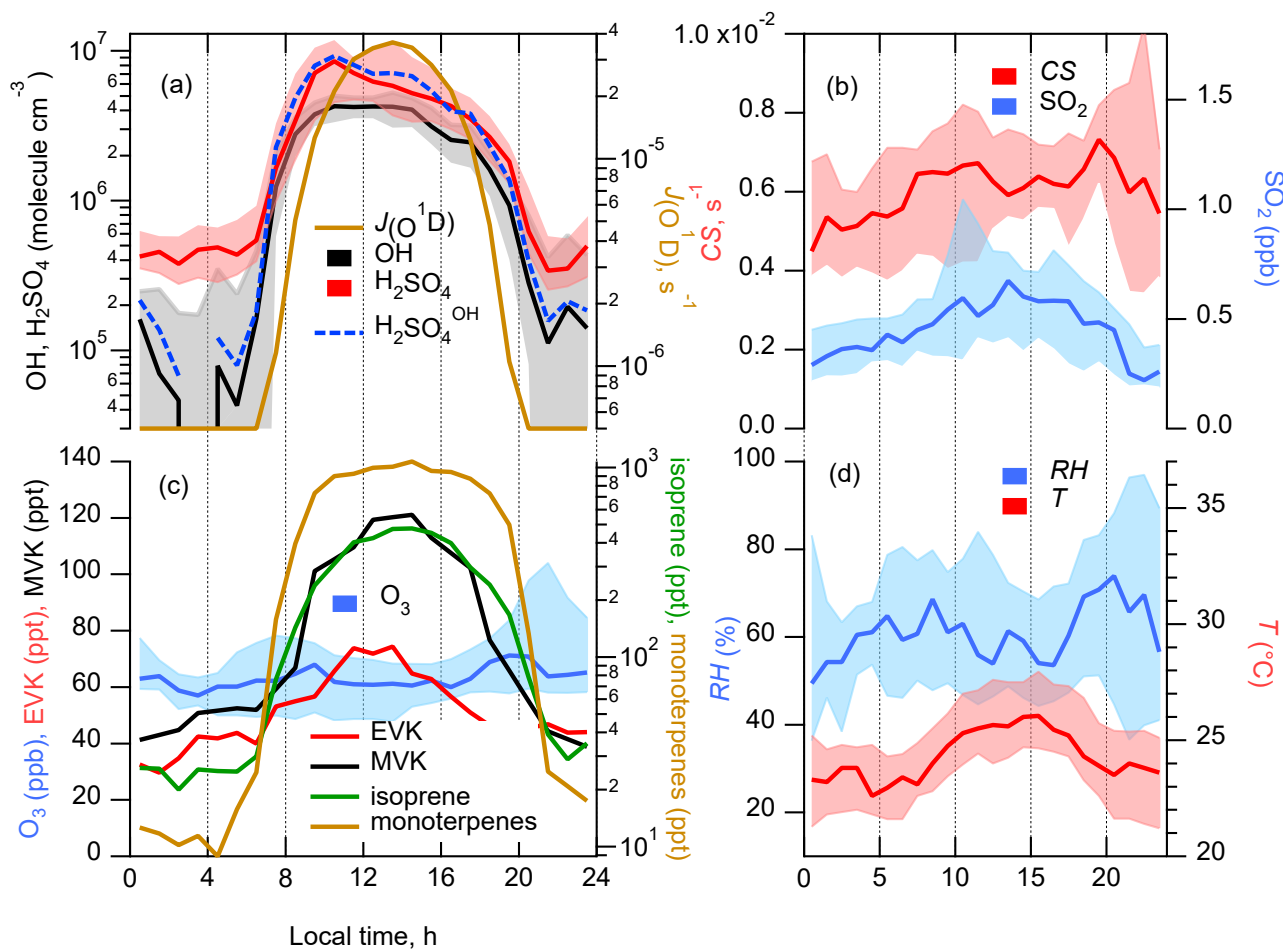 (a)
OH, H2SO4 (molecule cm-3)
10^7
8
6
4
2
10^6
8
6
4
2
10^5
8
6
4
4
2
10^-5
8
6
4
2
10^-6
8
6
J(O1D), s-1
J(O1D)
OH
H2SO4
H2SO4OH
(b)
CS, s-1
1.0 x10-2
0.8
0.6
0.4
0.2
0.0
CS
SO2
1.5
1.0
0.5
0.0
SO2 (ppb)
(c)
O3 (ppb), EVK (ppt), MVK (ppt)
140
120
100
80
60
40
20
0
O3
EVK
MVK
isoprene
monoterpenes
10^3
8
6
4
2
10^2
8
6
4
2
10^1
isoprene (ppt), monoterpenes (ppt)
0 4 8 12 16 20 24
Local time, h
(d)
RH (%)
100
80
60
40
20
RH
T
35
30
25
20
T (°C)
0 5 10 15 20